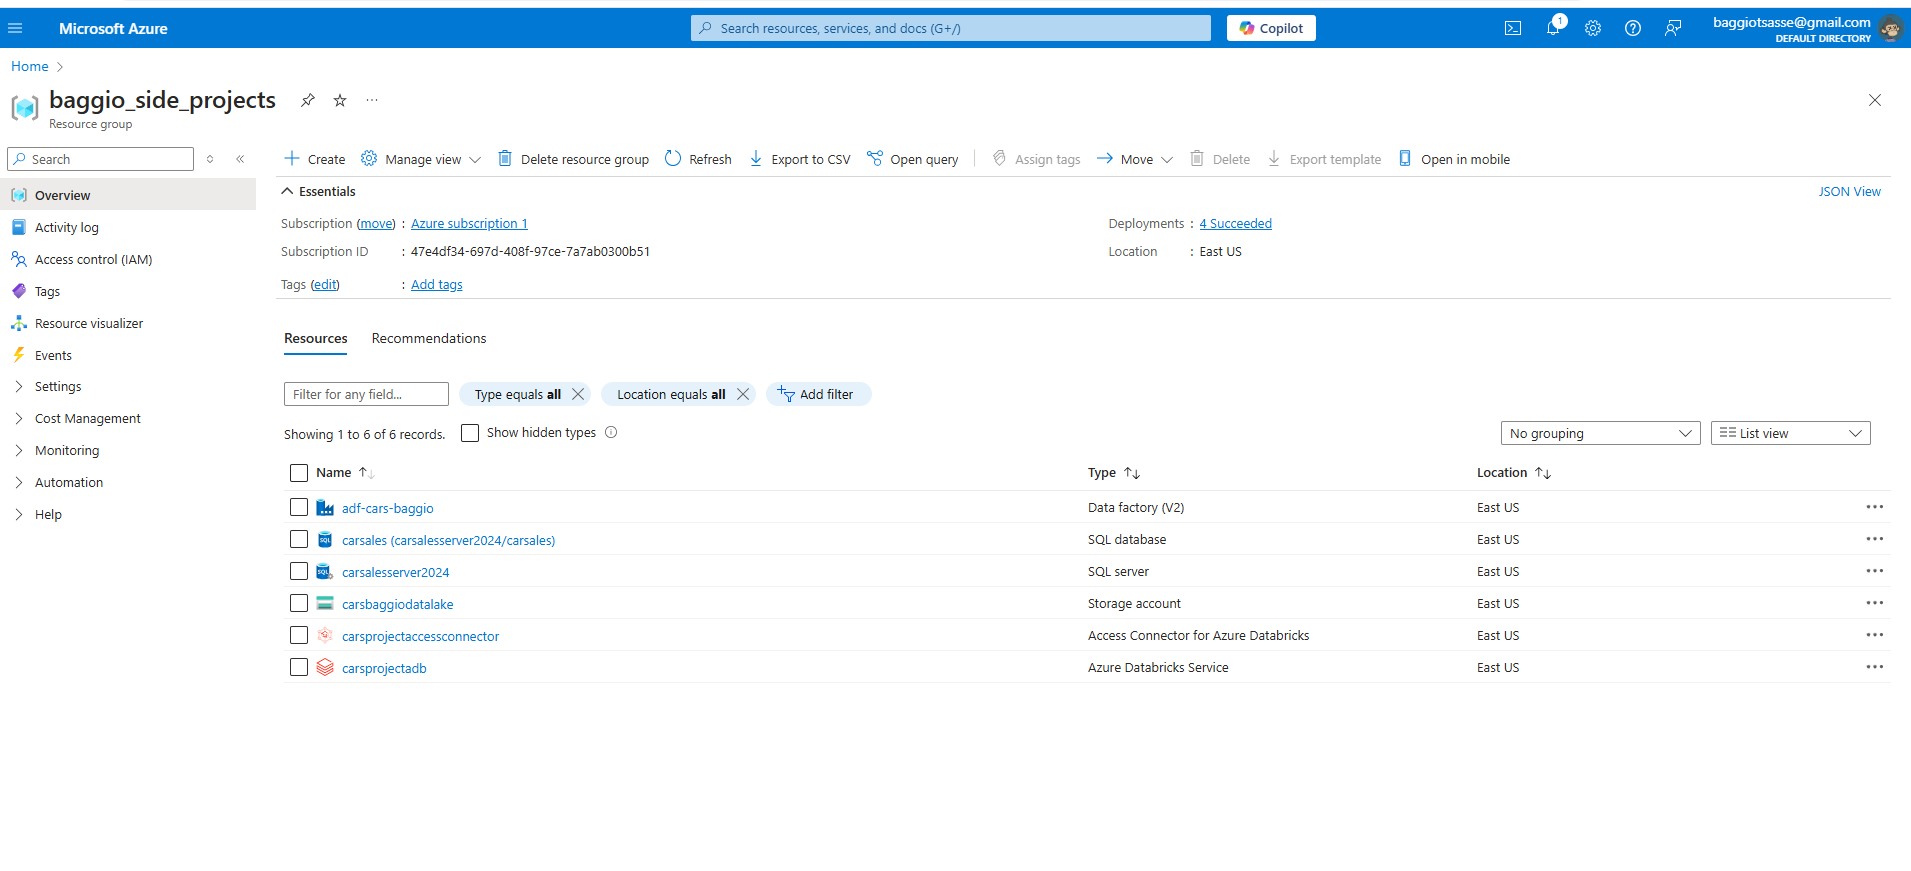 Microsoft Azure
Search resources, services, and docs (G+/)
Copilot
1
baggiotsasse@gmail.com
DEFAULT DIRECTORY
Home
baggio_side_projects
Resource group
Search
Create
Manage view
Delete resource group
Refresh
Export to CSV
Open query
Assign tags
Move
Delete
Export template
Open in mobile
Overview
Activity log
Access control (IAM)
Tags
Resource visualizer
Events
Settings
Cost Management
Monitoring
Automation
Help
Essentials
JSON View
Subscription (move) : Azure subscription 1
Deployments : 4 Succeeded
Subscription ID : 47e4df34-697d-408f-97ce-7a7ab0300b51
Location : East US
Tags (edit) : Add tags
Resources
Recommendations
Filter for any field...
Type equals all
Location equals all
Add filter
Showing 1 to 6 of 6 records.
Show hidden types
No grouping
List view
Name Type Location
adf-cars-baggio Data factory (V2) East US
carsales (carsalesserver2024/carsales) SQL database East US
carsalesserver2024 SQL server East US
carsbaggiodatalake Storage account East US
carsprojectaccessconnector Access Connector for Azure Databricks East US
carsprojectadb Azure Databricks Service East US